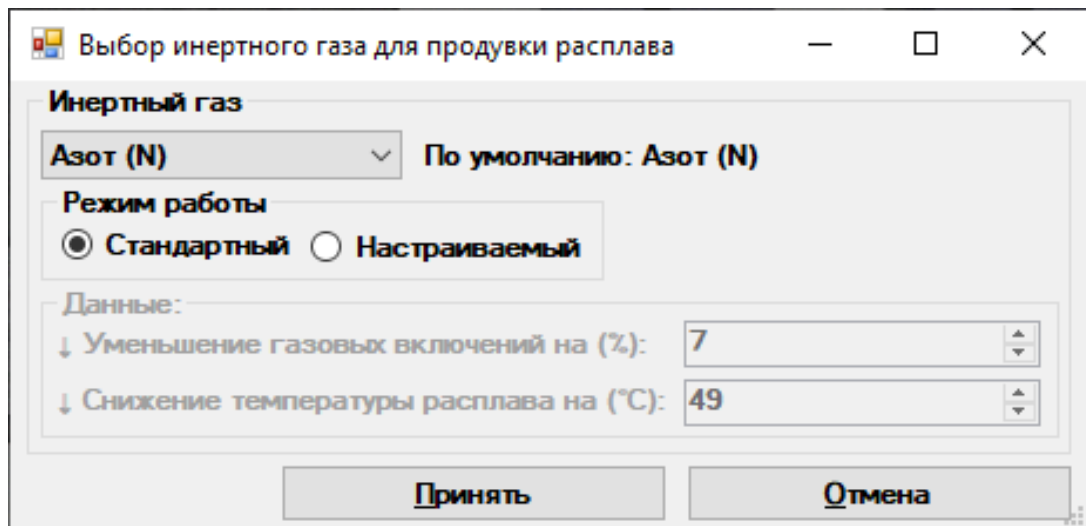 Выбор инертного газа для продувки расплава
Инертный газ
Азот (N) По умолчанию: Азот (N)
Режим работы
Стандартный Настраиваемый
Данные:
↓ Уменьшение газовых включений на (%): 7
↓ Снижение температуры расплава на (°C): 49
Принять Отмена